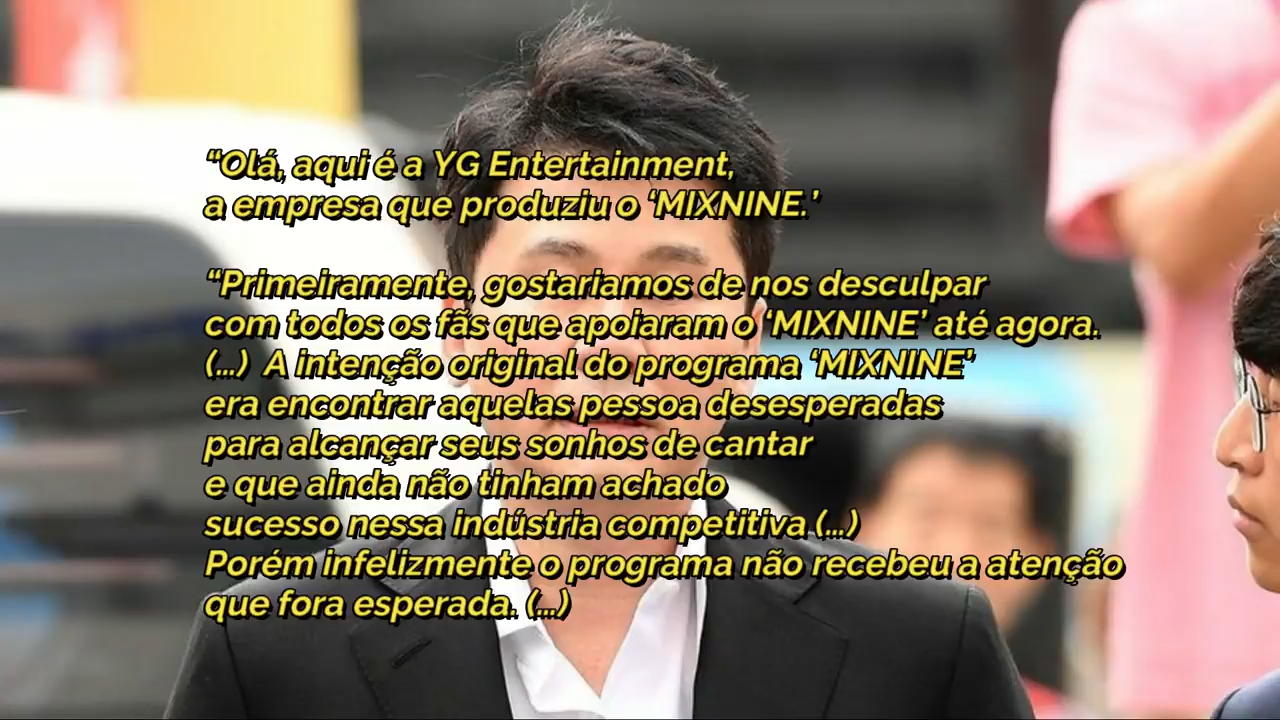 “Olá, aqui é a YG Entertainment,
a empresa que produziu o ‘MIXNINE.’
“Primeiramente, gostariamos de nos desculpar
com todos os fãs que apoiaram o ‘MIXNINE’ até agora.
(...) A intenção original do programa ‘MIXNINE’
era encontrar aquelas pessoa desesperadas
para alcançar seus sonhos de cantar
e que ainda não tinham achado
sucesso nessa indústria competitiva (...)
Porém infelizmente o programa não recebeu a atenção
que fora esperada. (...)